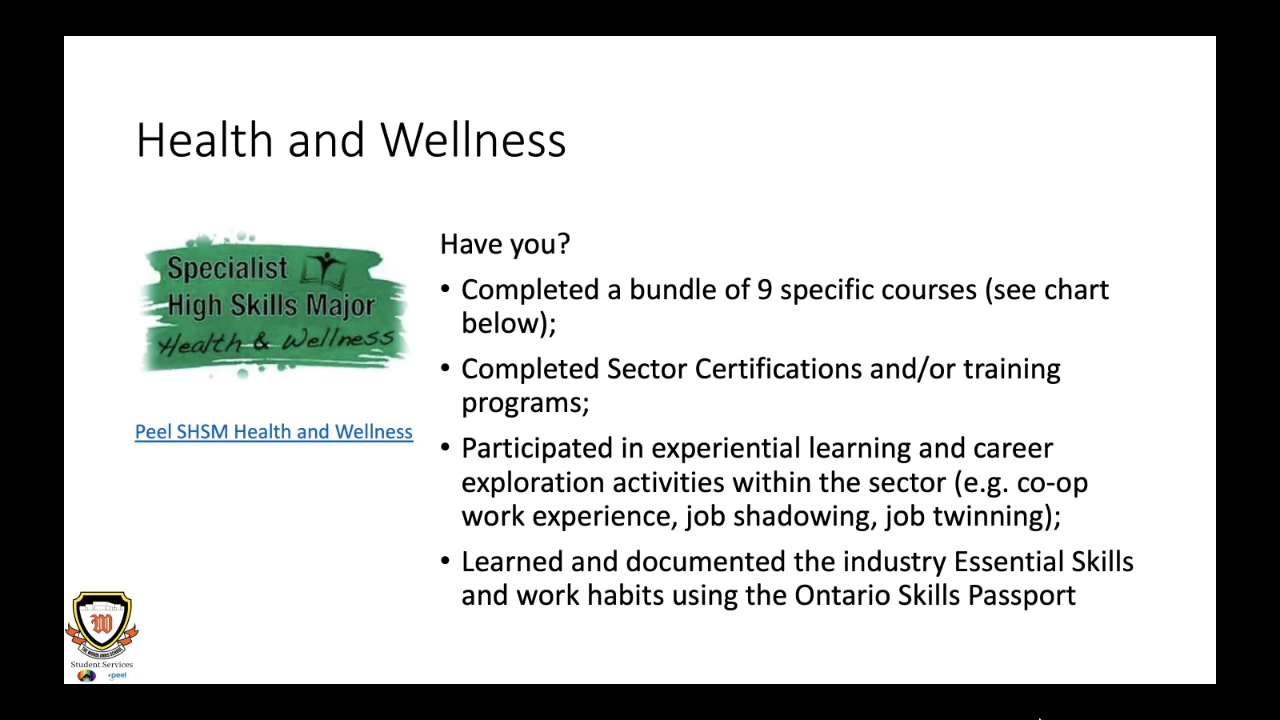 Health and Wellness
Specialist
High Skills Major
Health & Wellness
Peel SHSM Health and Wellness
Have you?
• Completed a bundle of 9 specific courses (see chart
below);
• Completed Sector Certifications and/or training
programs;
• Participated in experiential learning and career
exploration activities within the sector (e.g. co-op
work experience, job shadowing, job twinning);
• Learned and documented the industry Essential Skills
and work habits using the Ontario Skills Passport
W
THE WOODLANDS SCHOOL
Student Services
peel